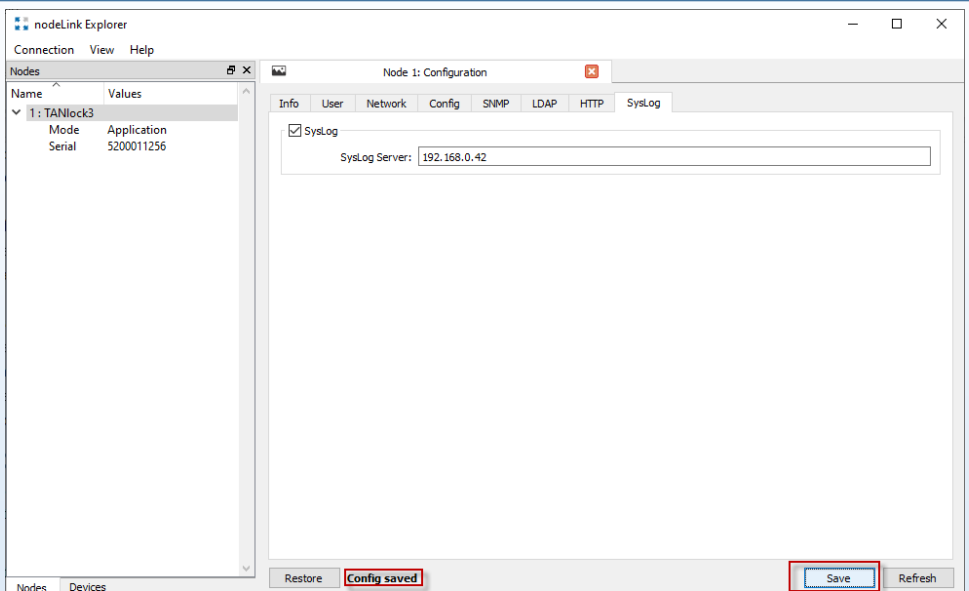 nodeLink Explorer
Connection View Help
Nodes
Node 1: Configuration
Name Values
1 : TANlock3
Mode Application
Serial 5200011256
Info User Network Config SNMP LDAP HTTP SysLog
SysLog
SysLog Server: 192.168.0.42
Restore Config saved Save Refresh
Nodes Devices